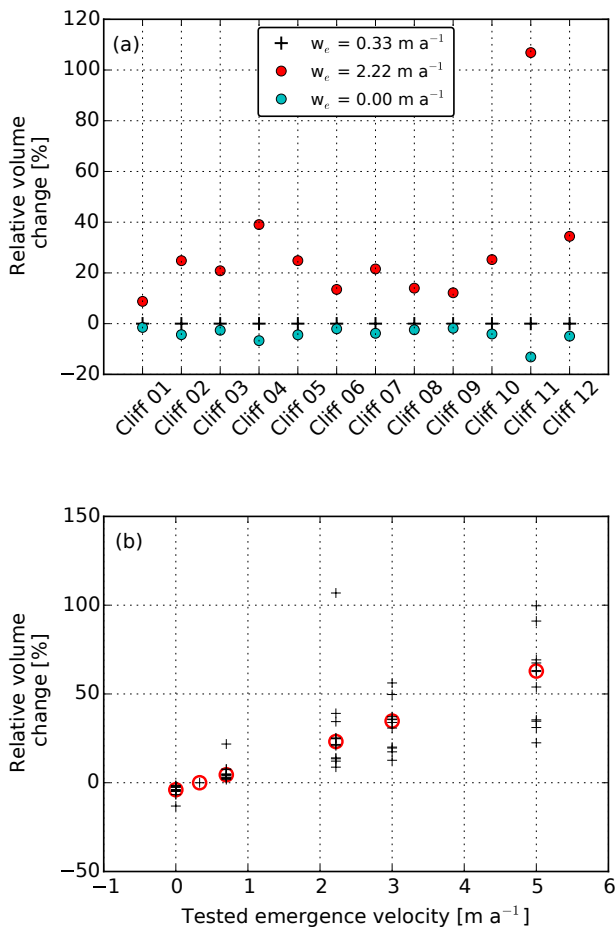 (a)
w_e = 0.33 m a⁻¹
w_e = 2.22 m a⁻¹
w_e = 0.00 m a⁻¹
120
100
80
60
40
20
0
−20
Relative volume
change [%]
Cliff 01
Cliff 02
Cliff 03
Cliff 04
Cliff 05
Cliff 06
Cliff 07
Cliff 08
Cliff 09
Cliff 10
Cliff 11
Cliff 12
(b)
150
100
50
0
−50
Relative volume
change [%]
−1 0 1 2 3 4 5 6
Tested emergence velocity [m a⁻¹]